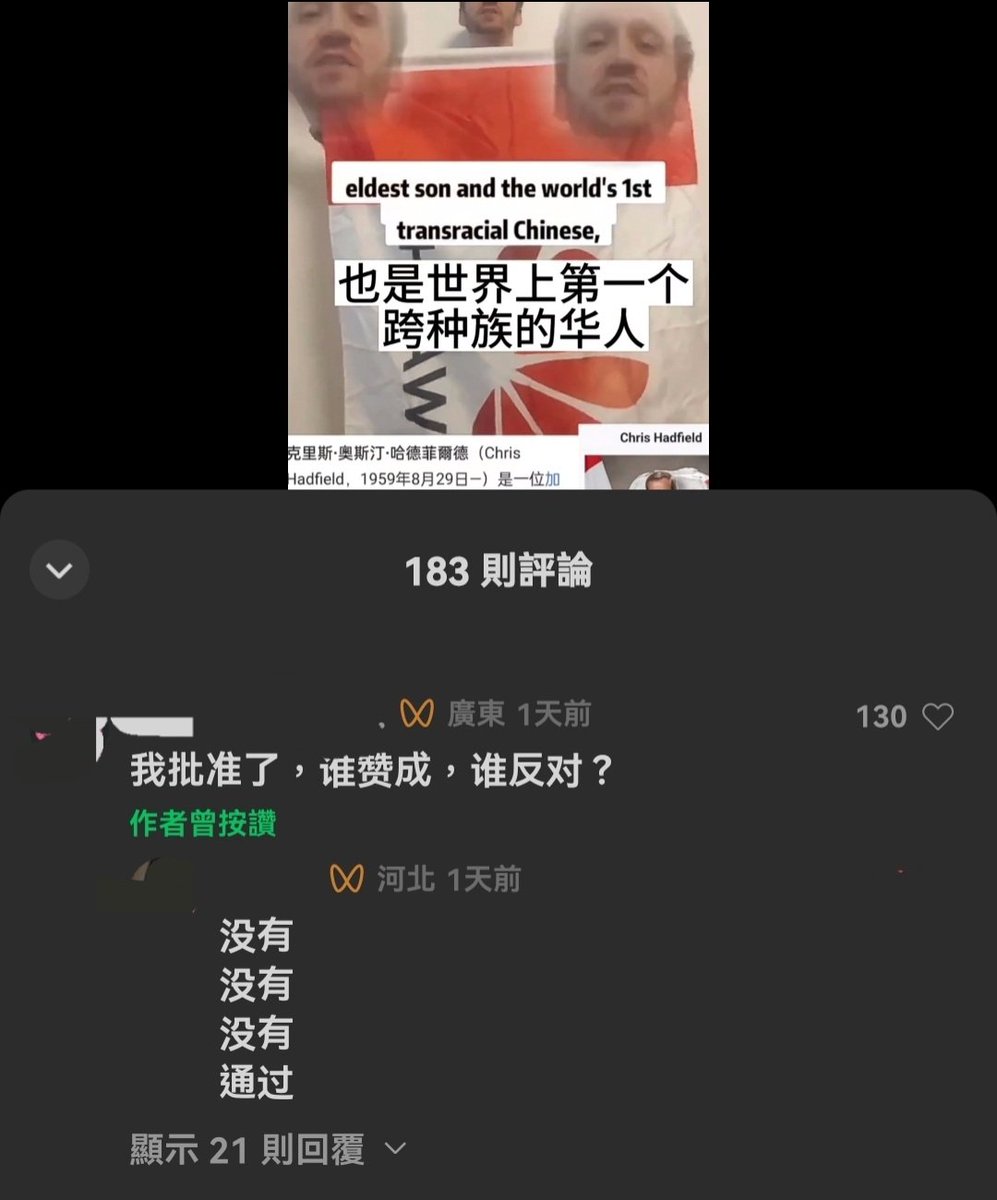 eldest son and the world's 1st
transracial Chinese,
也是世界上第一个
跨种族的华人
AW
克里斯·奥斯汀·哈德菲爾德（Chris
Hadfield，1959年8月29日—）是一位加
Chris Hadfield
183 則評論
廣東 1天前
130
我批准了，谁赞成，谁反对？
作者曾按讚
河北 1天前
没有
没有
没有
通过
顯示 21 則回覆